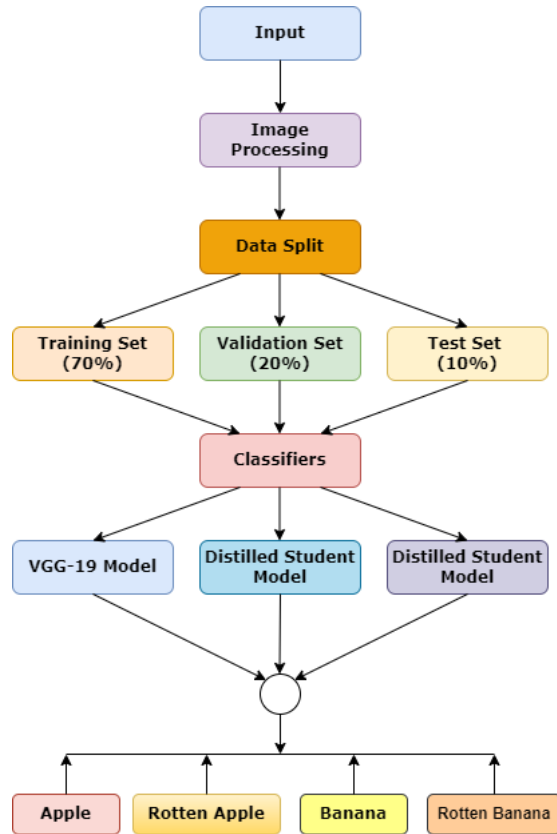 Input
Image
Processing
Data Split
Training Set
(70%)
Validation Set
(20%)
Test Set
(10%)
Classifiers
VGG-19 Model
Distilled Student
Model
Distilled Student
Model
Apple
Rotten Apple
Banana
Rotten Banana